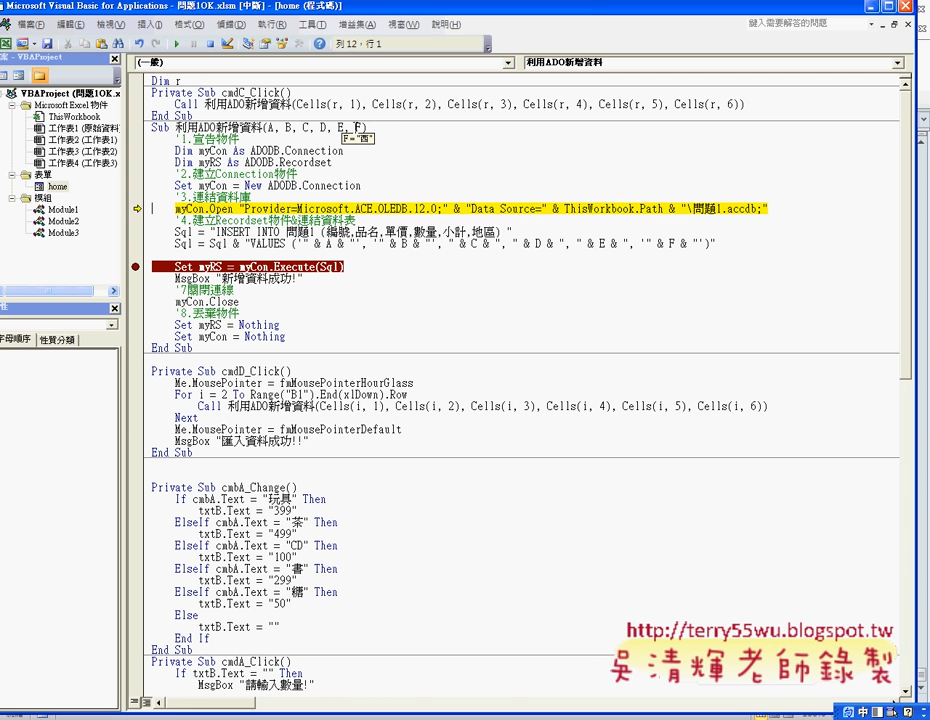 Microsoft Visual Basic for Applications - 問題1OK.xlsm [中斷] - [home (程式碼)]
檔案(F) 編輯(E) 檢視(V) 插入(I) 格式(O) 偵錯(D) 執行(R) 工具(T) 增益集(A) 視窗(W) 說明(H)
鍵入需要解答的問題
列 12, 行 1
案 - VBAProject
VBAProject (問題1OK.x
Microsoft Excel 物件
ThisWorkbook
工作表1 (原始資料
工作表2 (工作表1)
工作表3 (工作表2)
工作表4 (工作表3)
表單
home
模組
Module1
Module2
Module3
性
字母順序 性質分類
(一般) 利用ADO新增資料
Dim r
Private Sub cmdC_Click()
Call 利用ADO新增資料(Cells(r, 1), Cells(r, 2), Cells(r, 3), Cells(r, 4), Cells(r, 5), Cells(r, 6))
End Sub
Sub 利用ADO新增資料(A, B, C, D, E, F)
F = "西"
'1.宣告物件
Dim myCon As ADODB.Connection
Dim myRS As ADODB.Recordset
'2.建立Connection物件
Set myCon = New ADODB.Connection
'3.連結資料庫
myCon.Open "Provider=Microsoft.ACE.OLEDB.12.0;" & "Data Source=" & ThisWorkbook.Path & "\問題1.accdb;"
'4.建立Recordset物件&連結資料表
Sql = "INSERT INTO 問題1 (編號,品名,單價,數量,小計,地區) "
Sql = Sql & "VALUES ('" & A & "', '" & B & "', " & C & ", " & D & ", " & E & ", '" & F & "')"
Set myRS = myCon.Execute(Sql)
MsgBox "新增資料成功!"
'7關閉連線
myCon.Close
'8.丟棄物件
Set myRS = Nothing
Set myCon = Nothing
End Sub
Private Sub cmdD_Click()
Me.MousePointer = fmMousePointerHourGlass
For i = 2 To Range("B1").End(xlDown).Row
Call 利用ADO新增資料(Cells(i, 1), Cells(i, 2), Cells(i, 3), Cells(i, 4), Cells(i, 5), Cells(i, 6))
Next
Me.MousePointer = fmMousePointerDefault
MsgBox "匯入資料成功!!"
End Sub
Private Sub cmbA_Change()
If cmbA.Text = "玩具" Then
txtB.Text = "399"
ElseIf cmbA.Text = "茶" Then
txtB.Text = "499"
ElseIf cmbA.Text = "CD" Then
txtB.Text = "100"
ElseIf cmbA.Text = "書" Then
txtB.Text = "299"
ElseIf cmbA.Text = "糖" Then
txtB.Text = "50"
Else
txtB.Text = ""
End If
End Sub
Private Sub cmdA_Click()
If txtD.Text = "" Then
MsgBox "請輸入數量!"
http://terry55wu.blogspot.tw
吳清輝老師錄製
中